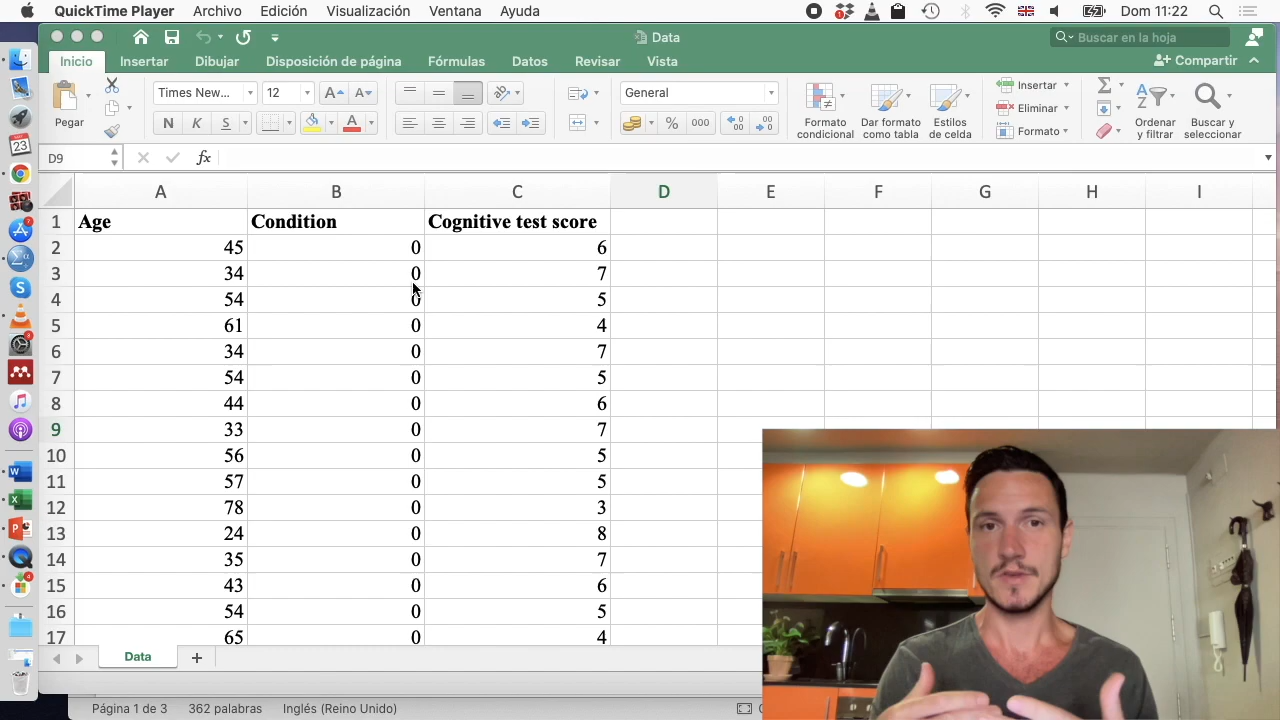 QuickTime Player Archivo Edición Visualización Ventana Ayuda Dom 11:22
Data
Buscar en la hoja
Inicio Insertar Dibujar Disposición de página Fórmulas Datos Revisar Vista Compartir
Pegar
Times New... 12
General
N K S
% 000
Formato condicional
Dar formato como tabla
Estilos de celda
Insertar
Eliminar
Formato
Ordenar y filtrar
Buscar y seleccionar
D9 fx
A B C D E F G H I
1 Age Condition Cognitive test score
2 45 0 6
3 34 0 7
4 54 0 5
5 61 0 4
6 34 0 7
7 54 0 5
8 44 0 6
9 33 0 7
10 56 0 5
11 57 0 5
12 78 0 3
13 24 0 8
14 35 0 7
15 43 0 6
16 54 0 5
17 65 0 4
Data +
Página 1 de 3 362 palabras Inglés (Reino Unido)